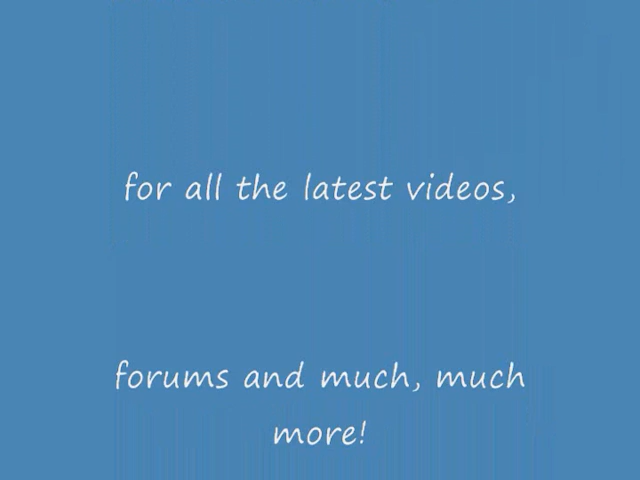 for all the latest videos,
forums and much, much
more!